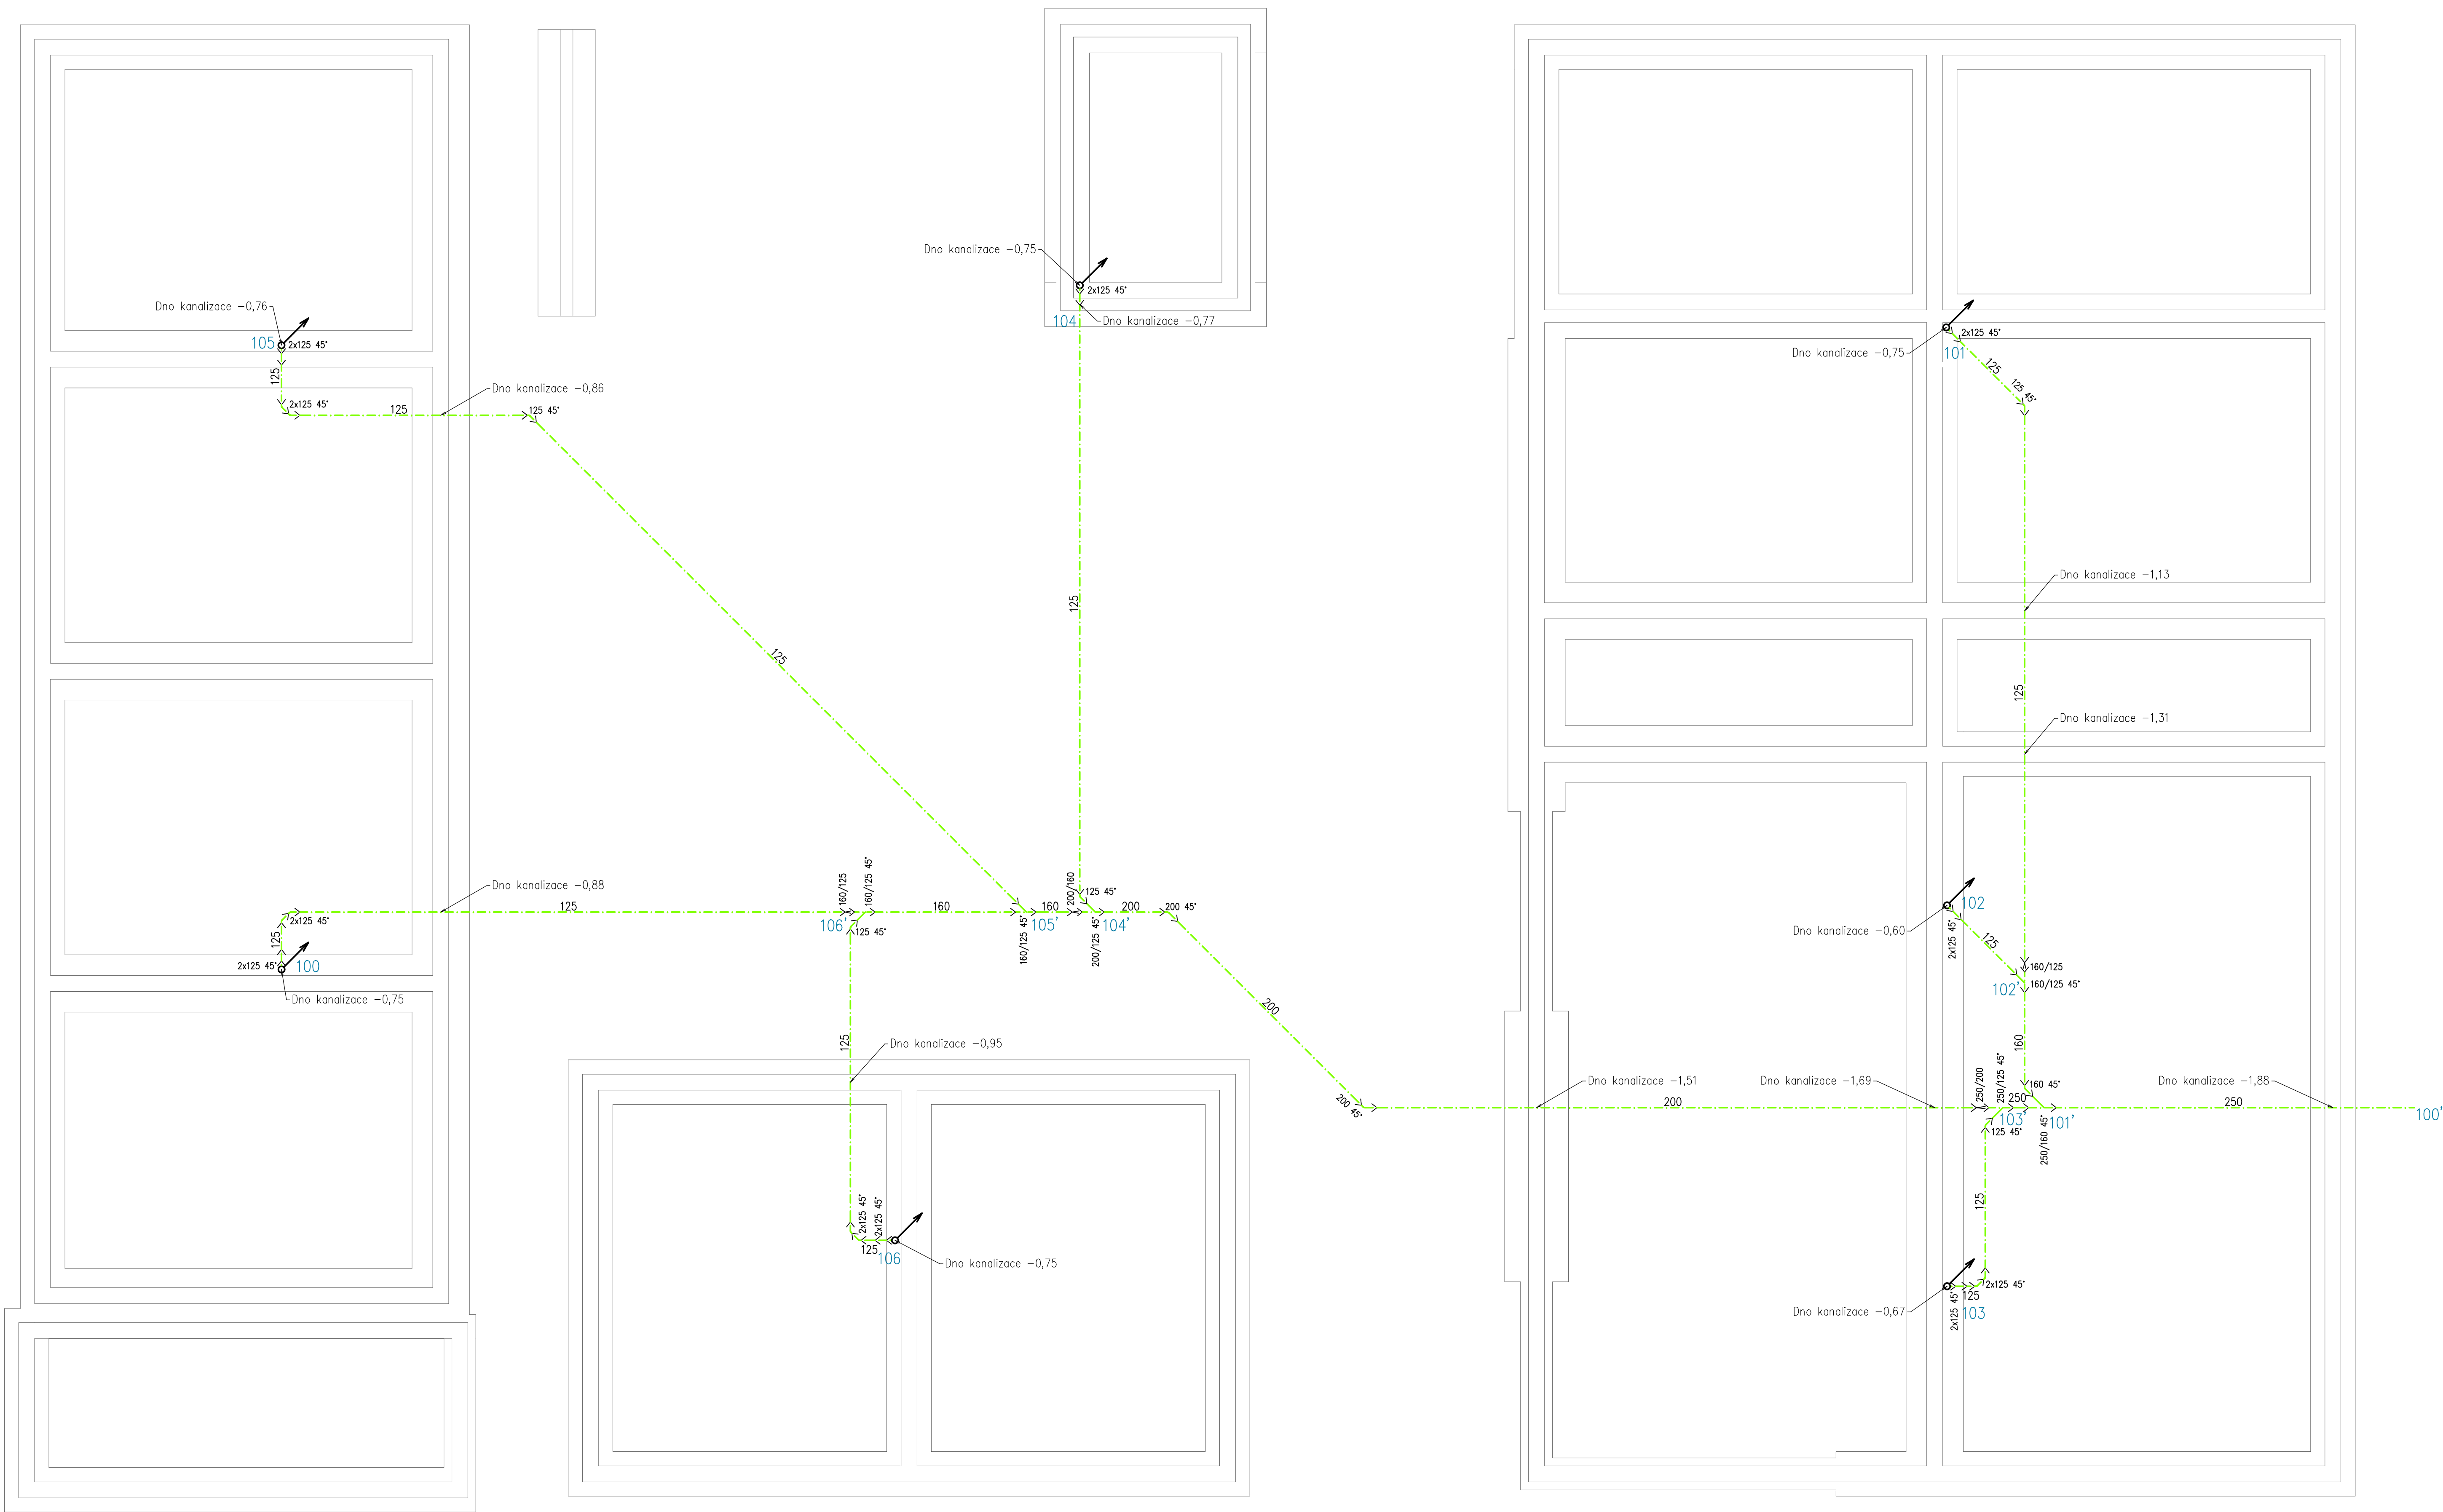 Dno kanalizace -0,75
2x125 45°
104
Dno kanalizace -0,77
Dno kanalizace -0,76
105
2x125 45°
125
2x125 45°
125
Dno kanalizace -0,86
125 45°
125
125
2x125 45°
101
Dno kanalizace -0,75
125
125 45°
Dno kanalizace -1,13
125
Dno kanalizace -1,31
Dno kanalizace -0,88
125
2x125 45°
125
2x125 45°
100
Dno kanalizace -0,75
160/125
160/125 45°
106'
125 45°
160
160/125 45°
105'
160
200/160
125 45°
200/125 45°
104'
200
200 45°
200
200 45°
125
Dno kanalizace -0,95
2x125 45°
2x125 45°
125
106
Dno kanalizace -0,75
102
Dno kanalizace -0,60
2x125 45°
125
160/125
102'
160/125 45°
160
Dno kanalizace -1,51
200
Dno kanalizace -1,69
250/200
250/125 45°
250
160 45°
103'
125 45°
250/160 45°
101'
Dno kanalizace -1,88
250
100'
125
2x125 45°
125
2x125 45°
103
Dno kanalizace -0,67